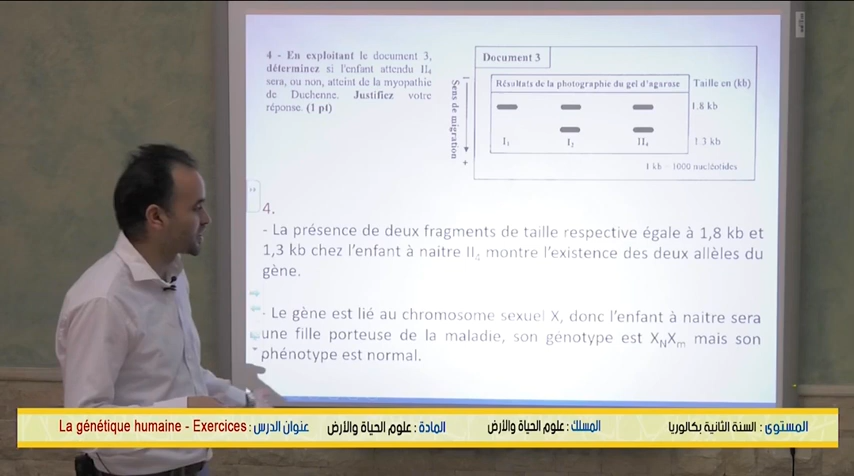 4 - En exploitant le document 3,
déterminez si l'enfant attendu II₄
sera, ou non, atteint de la myopathie
de Duchenne. Justifiez votre
réponse. (1 pt)
Document 3
Résultats de la photographie du gel d'agarose
Taille en (kb)
Sens de migration
+
1.8 kb
1.3 kb
I₁ I₂ II₄
1 kb = 1000 nucléotides
4.
- La présence de deux fragments de taille respective égale à 1,8 kb et
1,3 kb chez l'enfant à naitre II₄ montre l'existence des deux allèles du
gène.
- Le gène est lié au chromosome sexuel X, donc l'enfant à naitre sera
une fille porteuse de la maladie, son génotype est X_NX_m mais son
phénotype est normal.
المستوى : السنة الثانية بكالوريا
المسلك : علوم الحياة والأرض
المادة : علوم الحياة والأرض
عنوان الدرس : La génétique humaine - Exercices